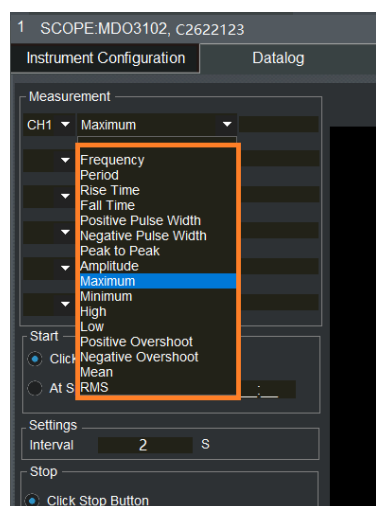 1 SCOPE:MDO3102, C2622123
Instrument Configuration Datalog
Measurement
CH1 Maximum
Frequency
Period
Rise Time
Fall Time
Positive Pulse Width
Negative Pulse Width
Peak to Peak
Amplitude
Maximum
Minimum
High
Low
Positive Overshoot
Negative Overshoot
Mean
RMS
Start
Click
At S __:__
Settings
Interval 2 S
Stop
Click Stop Button